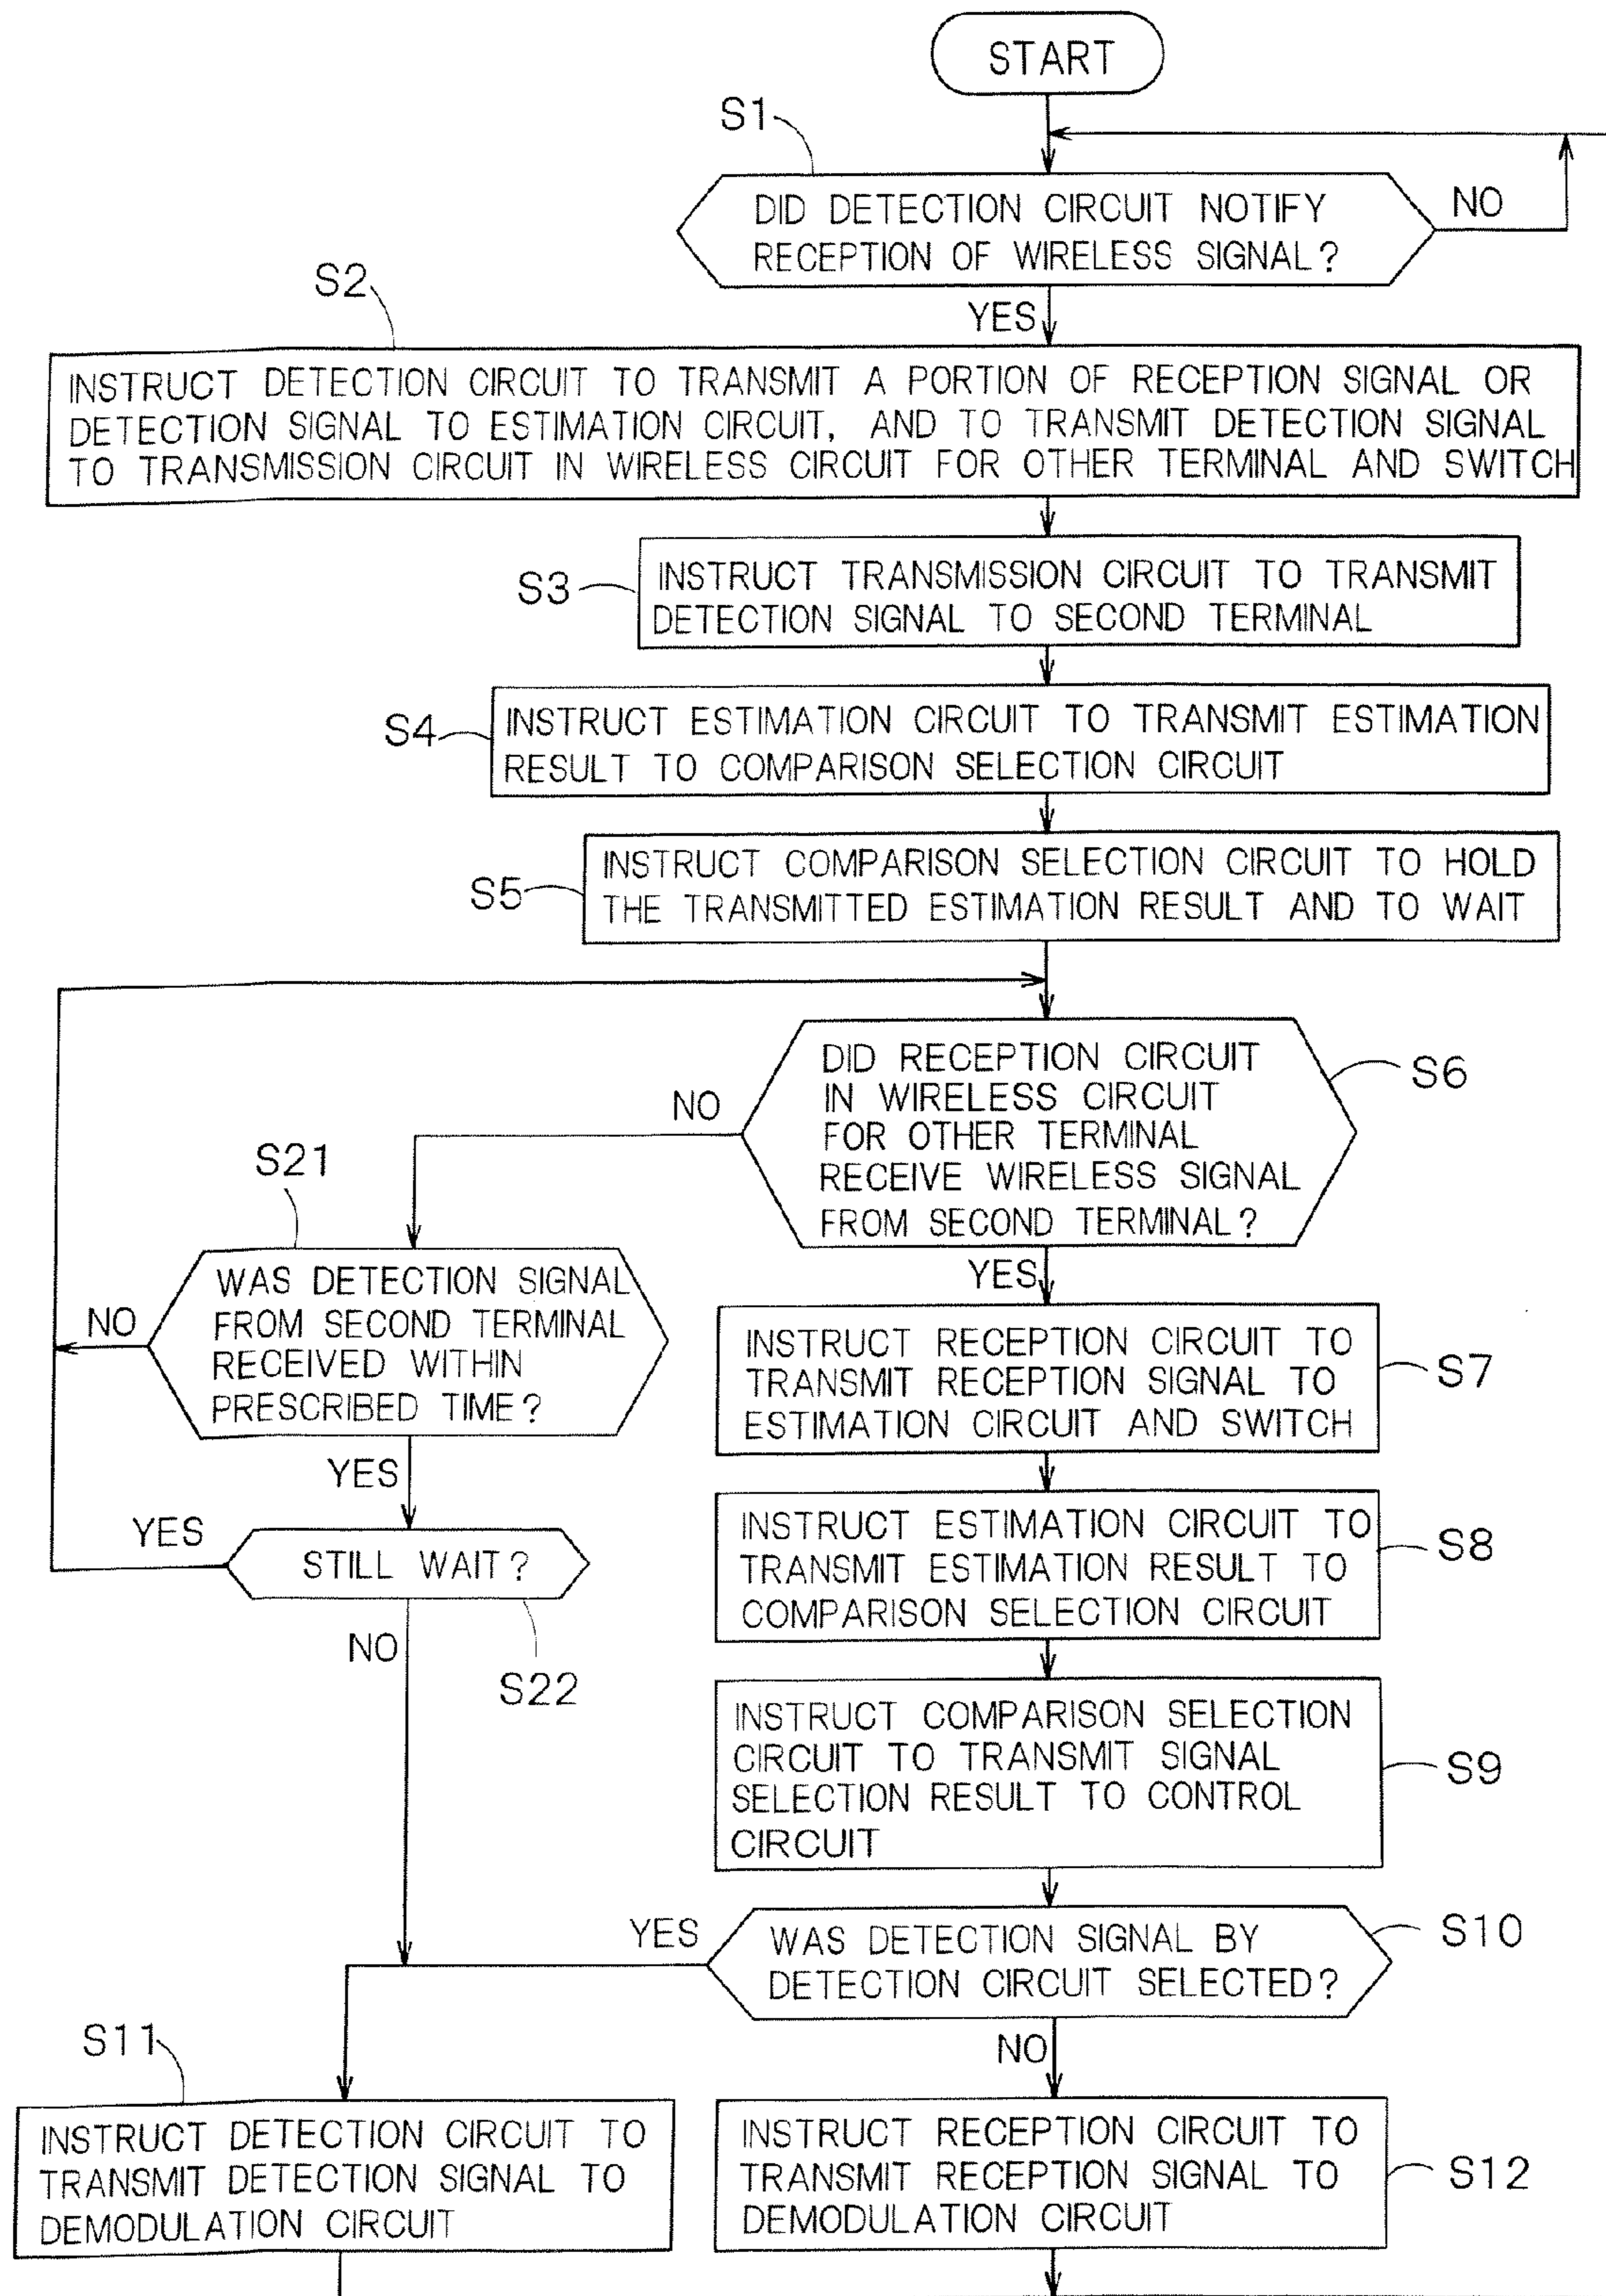 START
S1
DID DETECTION CIRCUIT NOTIFY
RECEPTION OF WIRELESS SIGNAL?
NO
YES
S2
INSTRUCT DETECTION CIRCUIT TO TRANSMIT A PORTION OF RECEPTION SIGNAL OR
DETECTION SIGNAL TO ESTIMATION CIRCUIT, AND TO TRANSMIT DETECTION SIGNAL
TO TRANSMISSION CIRCUIT IN WIRELESS CIRCUIT FOR OTHER TERMINAL AND SWITCH
S3
INSTRUCT TRANSMISSION CIRCUIT TO TRANSMIT
DETECTION SIGNAL TO SECOND TERMINAL
S4
INSTRUCT ESTIMATION CIRCUIT TO TRANSMIT ESTIMATION
RESULT TO COMPARISON SELECTION CIRCUIT
S5
INSTRUCT COMPARISON SELECTION CIRCUIT TO HOLD
THE TRANSMITTED ESTIMATION RESULT AND TO WAIT
S6
DID RECEPTION CIRCUIT
IN WIRELESS CIRCUIT
FOR OTHER TERMINAL
RECEIVE WIRELESS SIGNAL
FROM SECOND TERMINAL?
NO
YES
S21
WAS DETECTION SIGNAL
FROM SECOND TERMINAL
RECEIVED WITHIN
PRESCRIBED TIME?
NO
YES
S22
STILL WAIT?
YES
NO
S7
INSTRUCT RECEPTION CIRCUIT TO
TRANSMIT RECEPTION SIGNAL TO
ESTIMATION CIRCUIT AND SWITCH
S8
INSTRUCT ESTIMATION CIRCUIT TO
TRANSMIT ESTIMATION RESULT TO
COMPARISON SELECTION CIRCUIT
S9
INSTRUCT COMPARISON SELECTION
CIRCUIT TO TRANSMIT SIGNAL
SELECTION RESULT TO CONTROL
CIRCUIT
S10
WAS DETECTION SIGNAL BY
DETECTION CIRCUIT SELECTED?
YES
NO
S11
INSTRUCT DETECTION CIRCUIT TO
TRANSMIT DETECTION SIGNAL TO
DEMODULATION CIRCUIT
S12
INSTRUCT RECEPTION CIRCUIT TO
TRANSMIT RECEPTION SIGNAL TO
DEMODULATION CIRCUIT